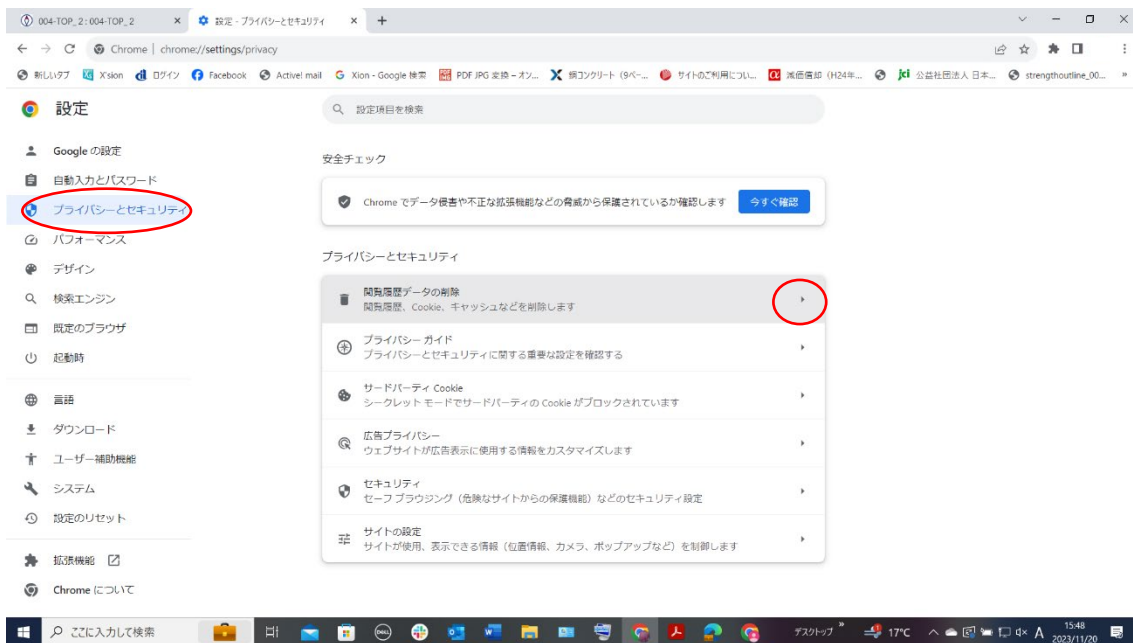 004-TOP_2 : 004-TOP_2
設定 - プライバシーとセキュリティ
Chrome | chrome://settings/privacy
新しいタブ X'sion ログイン Facebook Active! mail Xion - Google 検索 PDF JPG 変換 – オン... サイトのご利用につい... 減価償却 (H24年... jci 公益社団法人 日本... strengthoutline_00... »
設定
設定項目を検索
Google の設定
自動入力とパスワード
プライバシーとセキュリティ
パフォーマンス
デザイン
検索エンジン
既定のブラウザ
起動時
言語
ダウンロード
ユーザー補助機能
システム
設定のリセット
拡張機能
Chrome について
安全チェック
Chrome でデータ侵害や不正な拡張機能などの脅威から保護されているか確認します
今すぐ確認
プライバシーとセキュリティ
閲覧履歴データの削除
閲覧履歴、Cookie、キャッシュなどを削除します
プライバシー ガイド
プライバシーとセキュリティに関する重要な設定を確認する
サードパーティ Cookie
シークレット モードでサードパーティの Cookie がブロックされています
広告プライバシー
ウェブサイトが広告表示に使用する情報をカスタマイズします
セキュリティ
セーフ ブラウジング（危険なサイトからの保護機能）などのセキュリティ設定
サイトの設定
サイトが使用、表示できる情報（位置情報、カメラ、ポップアップなど）を制御します
ここに入力して検索
デスクトップ »
17°C
A
15:48
2023/11/20